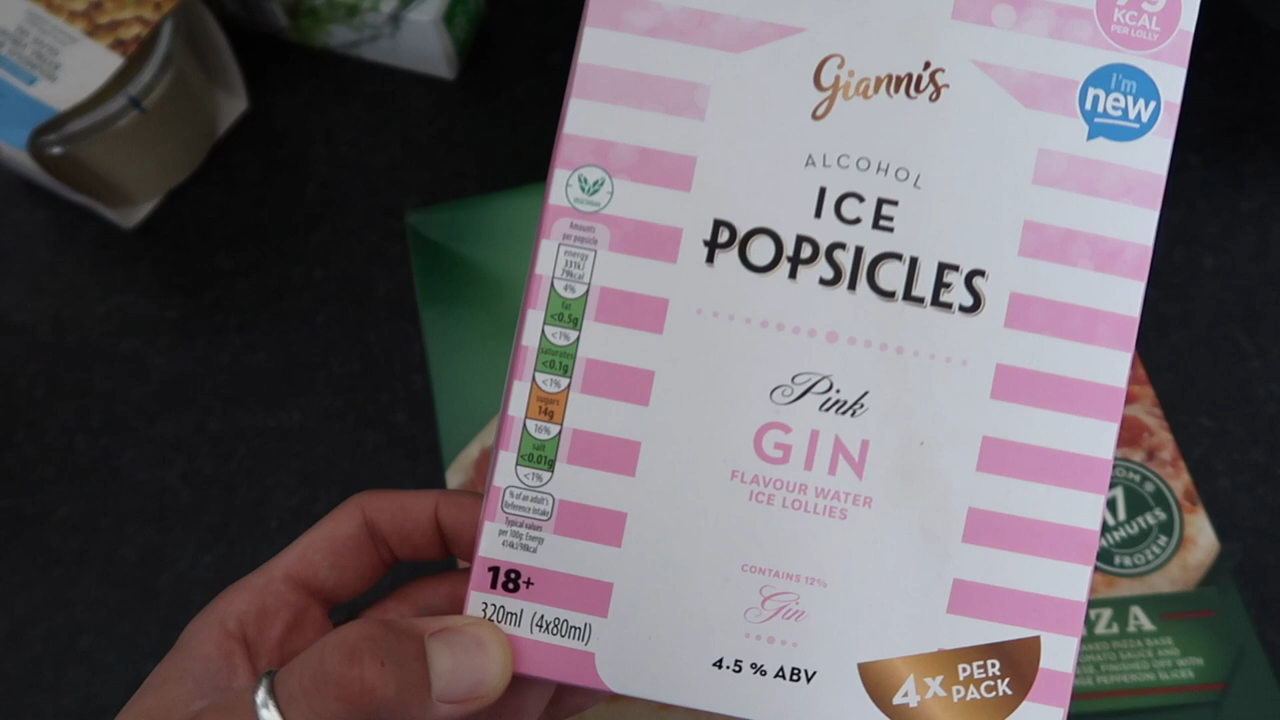 KCAL
PER LOLLY
Gianni's
I'm
new
ALCOHOL
ICE
POPSICLES
Amounts
per popsicle
energy
331kJ
79kcal
4%
fat
<0.5g
<1%
saturates
<0.1g
<1%
sugars
14g
16%
salt
<0.01g
<1%
% of an adult's
Reference Intake
Typical values
per 100g: Energy
414kJ/98kcal
Pink
GIN
FLAVOUR WATER
ICE LOLLIES
CONTAINS 12%
Gin
18+
320ml (4x80ml)
4.5 % ABV
4x PER
PACK
17
MINUTES
FROZEN
ZZA